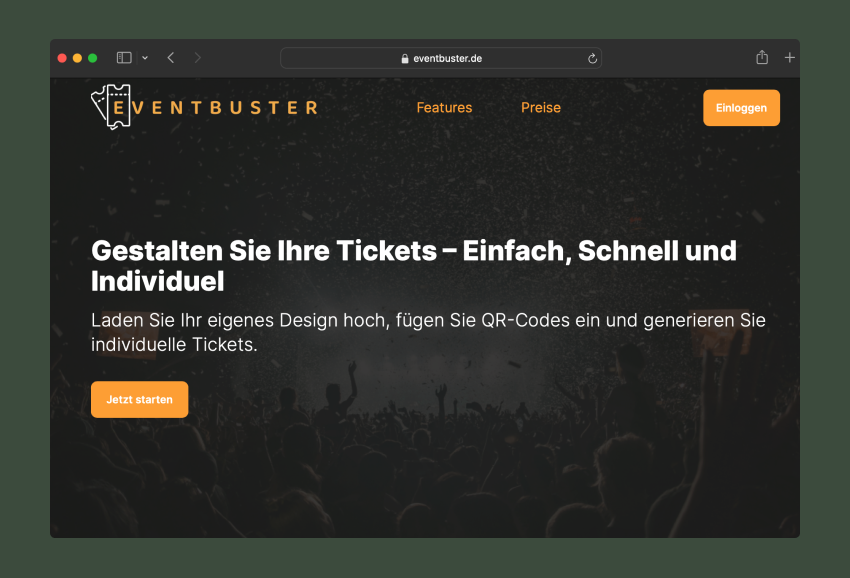 eventbuster.de
EVENTBUSTER
Features
Preise
Einloggen
Gestalten Sie Ihre Tickets – Einfach, Schnell und
Individuel
Laden Sie Ihr eigenes Design hoch, fügen Sie QR-Codes ein und generieren Sie
individuelle Tickets.
Jetzt starten